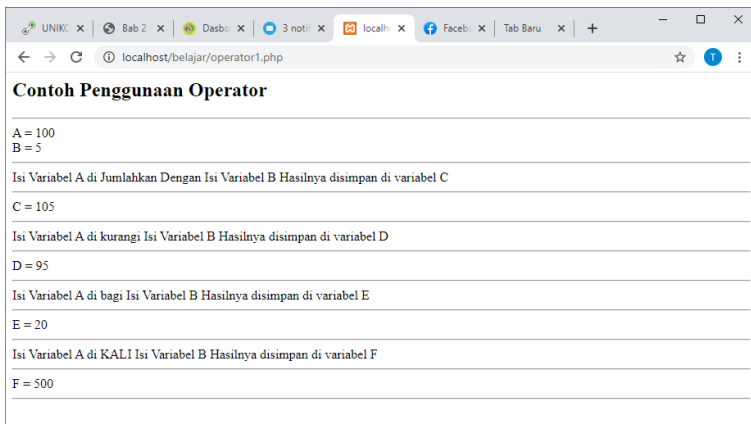 UNIKO
Bab 2
Dasbo
3 noti
localh
Facebo
Tab Baru
localhost/belajar/operator1.php
T
Contoh Penggunaan Operator
A = 100
B = 5
Isi Variabel A di Jumlahkan Dengan Isi Variabel B Hasilnya disimpan di variabel C
C = 105
Isi Variabel A di kurangi Isi Variabel B Hasilnya disimpan di variabel D
D = 95
Isi Variabel A di bagi Isi Variabel B Hasilnya disimpan di variabel E
E = 20
Isi Variabel A di KALI Isi Variabel B Hasilnya disimpan di variabel F
F = 500